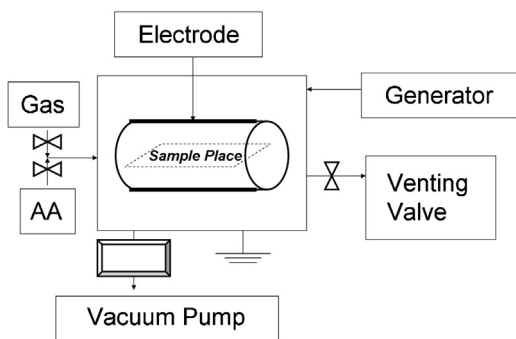 Electrode
Gas
Generator
Sample Place
AA
Venting
Valve
Vacuum Pump